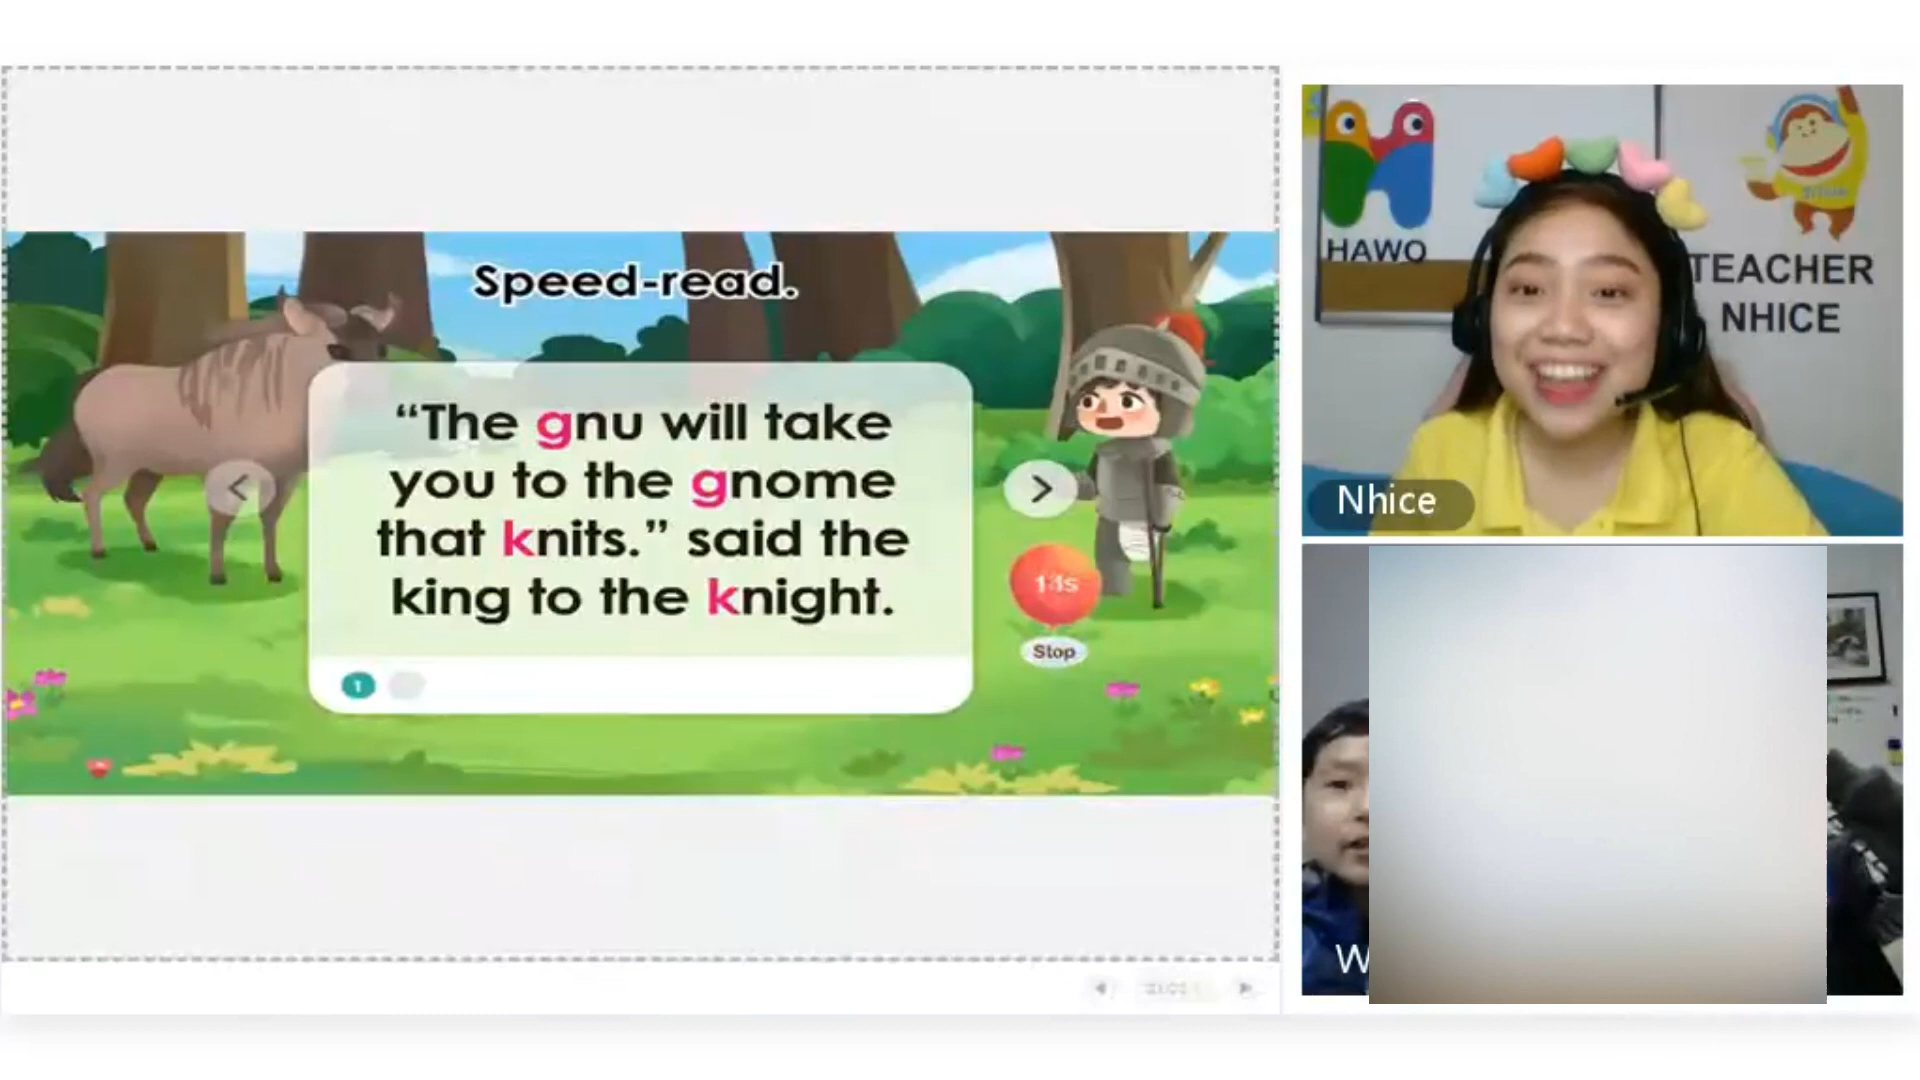 Speed-read.
“The gnu will take
you to the gnome
that knits.” said the
king to the knight.
14s
Stop
1
HAWO
TEACHER
NHICE
Nhice
W